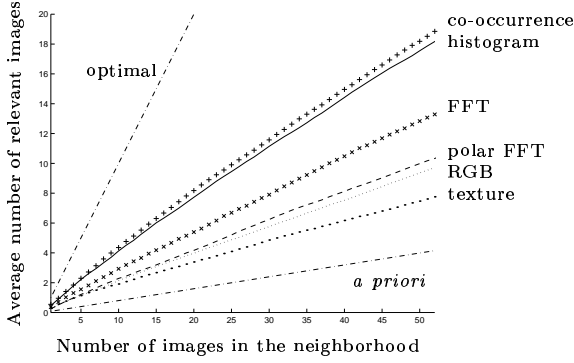 Average number of relevant images
20
18
16
14
12
10
8
6
4
2
0
optimal
co-occurrence
histogram
FFT
polar FFT
RGB
texture
a priori
5 10 15 20 25 30 35 40 45 50
Number of images in the neighborhood